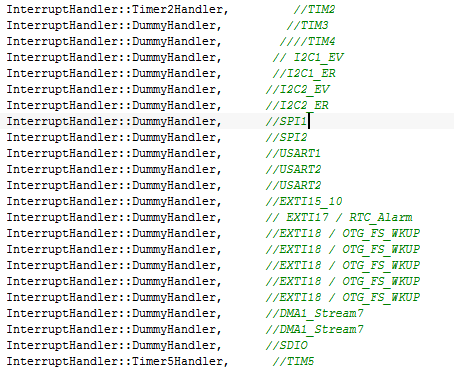 InterruptHandler::Timer2Handler, //TIM2
InterruptHandler::DummyHandler, //TIM3
InterruptHandler::DummyHandler, ////TIM4
InterruptHandler::DummyHandler, // I2C1_EV
InterruptHandler::DummyHandler, //I2C1_ER
InterruptHandler::DummyHandler, //I2C2_EV
InterruptHandler::DummyHandler, //I2C2_ER
InterruptHandler::DummyHandler, //SPI1
InterruptHandler::DummyHandler, //SPI2
InterruptHandler::DummyHandler, //USART1
InterruptHandler::DummyHandler, //USART2
InterruptHandler::DummyHandler, //USART2
InterruptHandler::DummyHandler, //EXTI15_10
InterruptHandler::DummyHandler, // EXTI17 / RTC_Alarm
InterruptHandler::DummyHandler, //EXTI18 / OTG_FS_WKUP
InterruptHandler::DummyHandler, //EXTI18 / OTG_FS_WKUP
InterruptHandler::DummyHandler, //EXTI18 / OTG_FS_WKUP
InterruptHandler::DummyHandler, //EXTI18 / OTG_FS_WKUP
InterruptHandler::DummyHandler, //EXTI18 / OTG_FS_WKUP
InterruptHandler::DummyHandler, //DMA1_Stream7
InterruptHandler::DummyHandler, //DMA1_Stream7
InterruptHandler::DummyHandler, //SDIO
InterruptHandler::Timer5Handler, //TIM5